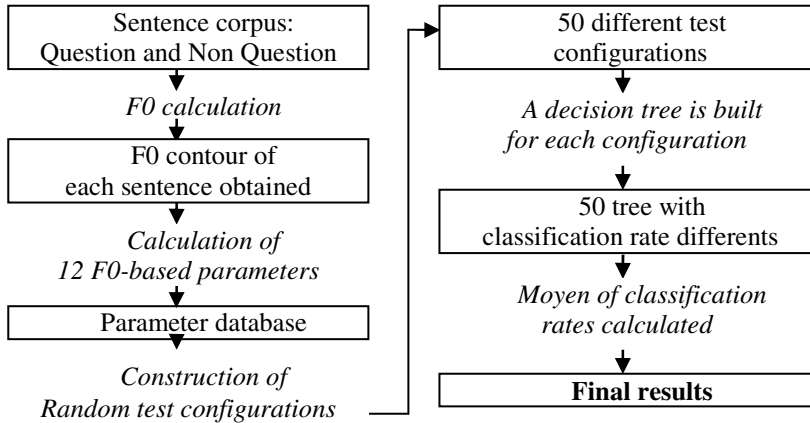 Sentence corpus:
Question and Non Question
F0 calculation
F0 contour of
each sentence obtained
Calculation of
12 F0-based parameters
Parameter database
Construction of
Random test configurations
50 different test
configurations
A decision tree is built
for each configuration
50 tree with
classification rate differents
Moyen of classification
rates calculated
Final results